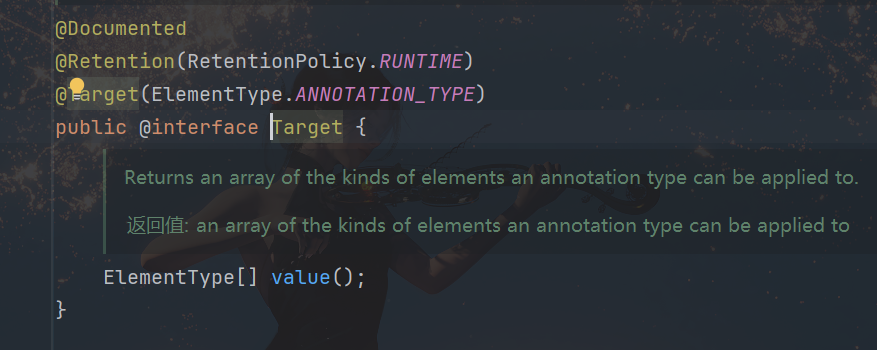 @Documented
@Retention(RetentionPolicy.RUNTIME)
@Target(ElementType.ANNOTATION_TYPE)
public @interface Target {
Returns an array of the kinds of elements an annotation type can be applied to.
返回值: an array of the kinds of elements an annotation type can be applied to
ElementType[] value();
}